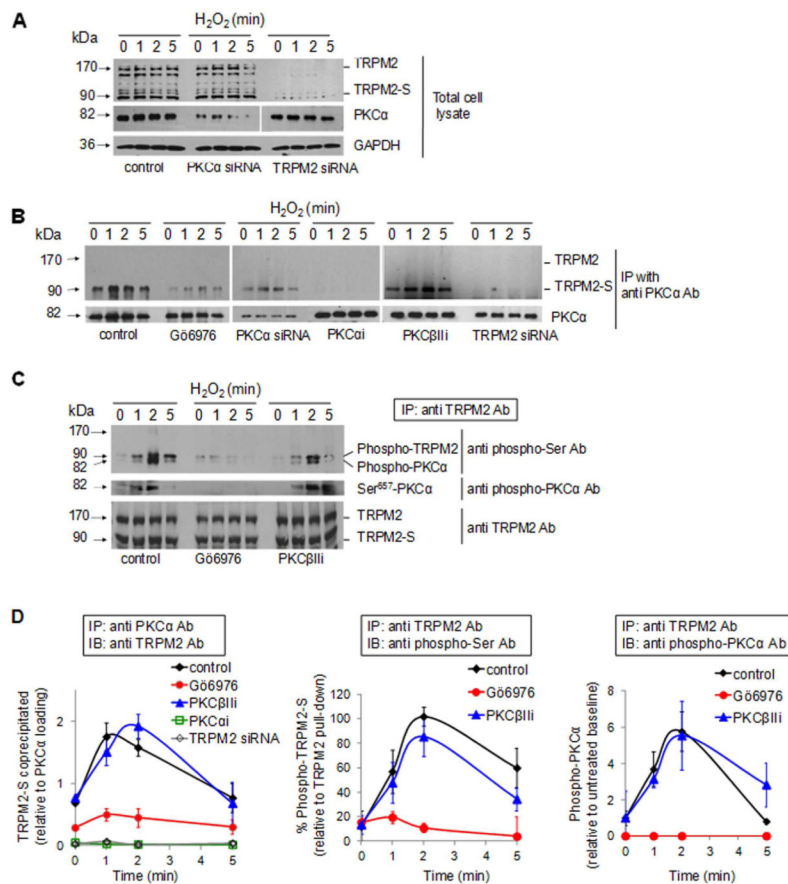 A
H2O2 (min)
kDa
0 1 2 5 0 1 2 5 0 1 2 5
170 TRPM2
TRPM2-S
90
82 PKCα
36 GAPDH
Total cell lysate
control PKCα siRNA TRPM2 siRNA
B
H2O2 (min)
kDa
0 1 2 5 0 1 2 5 0 1 2 5 0 1 2 5 0 1 2 5 0 1 2 5
170 TRPM2
90 TRPM2-S
82 PKCα
IP with anti PKCα Ab
control Gö6976 PKCα siRNA PKCαi PKCβIIi TRPM2 siRNA
C
H2O2 (min)
IP: anti TRPM2 Ab
kDa
0 1 2 5 0 1 2 5 0 1 2 5
170
90 Phospho-TRPM2 anti phospho-Ser Ab
82 Phospho-PKCα
82 Ser657-PKCα anti phospho-PKCα Ab
170 TRPM2 anti TRPM2 Ab
90 TRPM2-S
control Gö6976 PKCβIIi
D
IP: anti PKCα Ab
IB: anti TRPM2 Ab
control
Gö6976
PKCβIIi
PKCαi
TRPM2 siRNA
TRPM2-S coprecipitated
(relative to PKCα loading)
2
1
0
0 1 2 5
Time (min)
IP: anti TRPM2 Ab
IB: anti phospho-Ser Ab
control
Gö6976
PKCβIIi
% Phospho-TRPM2-S
(relative to TRPM2 pull-down)
120
100
80
60
40
20
0
0 1 2 5
Time (min)
IP: anti TRPM2 Ab
IB: anti phospho-PKCα Ab
control
Gö6976
PKCβIIi
Phospho-PKCα
(relative to untreated baseline)
8
6
4
2
0
0 1 2 5
Time (min)